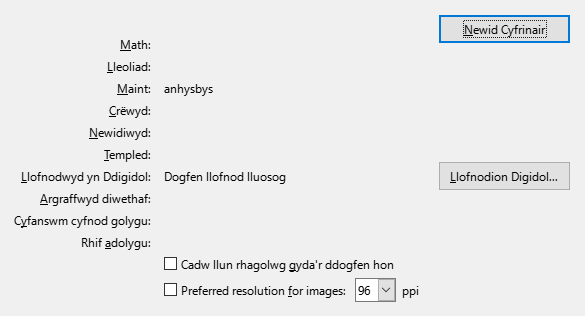 Newid Cyfrinair
Math:
Lleoliad:
Maint: anhysbys
Crëwyd:
Newidiwyd:
Templed:
Llofnodwyd yn Ddigidol: Dogfen llofnod lluosog Llofnodion Digidol...
Argraffwyd diwethaf:
Cyfanswm cyfnod golygu:
Rhif adolygu:
Cadw llun rhagolwg gyda'r ddogfen hon
Preferred resolution for images: 96 ppi